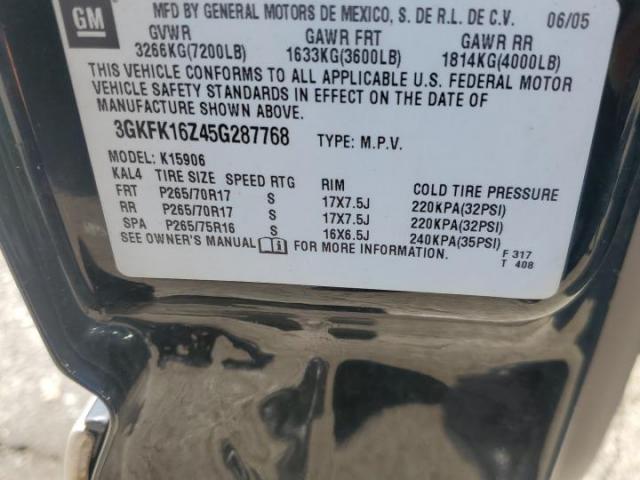 GM
MFD BY GENERAL MOTORS DE MEXICO, S. DE R.L. DE C.V. 06/05
GVWR GAWR FRT GAWR RR
3266KG(7200LB) 1633KG(3600LB) 1814KG(4000LB)
THIS VEHICLE CONFORMS TO ALL APPLICABLE U.S. FEDERAL MOTOR
VEHICLE SAFETY STANDARDS IN EFFECT ON THE DATE OF
MANUFACTURE SHOWN ABOVE.
3GKFK16Z45G287768 TYPE: M.P.V.
MODEL: K15906
KAL4 TIRE SIZE SPEED RTG RIM COLD TIRE PRESSURE
FRT P265/70R17 S 17X7.5J 220KPA(32PSI)
RR P265/70R17 S 17X7.5J 220KPA(32PSI)
SPA P265/75R16 S 16X6.5J 240KPA(35PSI)
SEE OWNER'S MANUAL FOR MORE INFORMATION. F 317
T 408